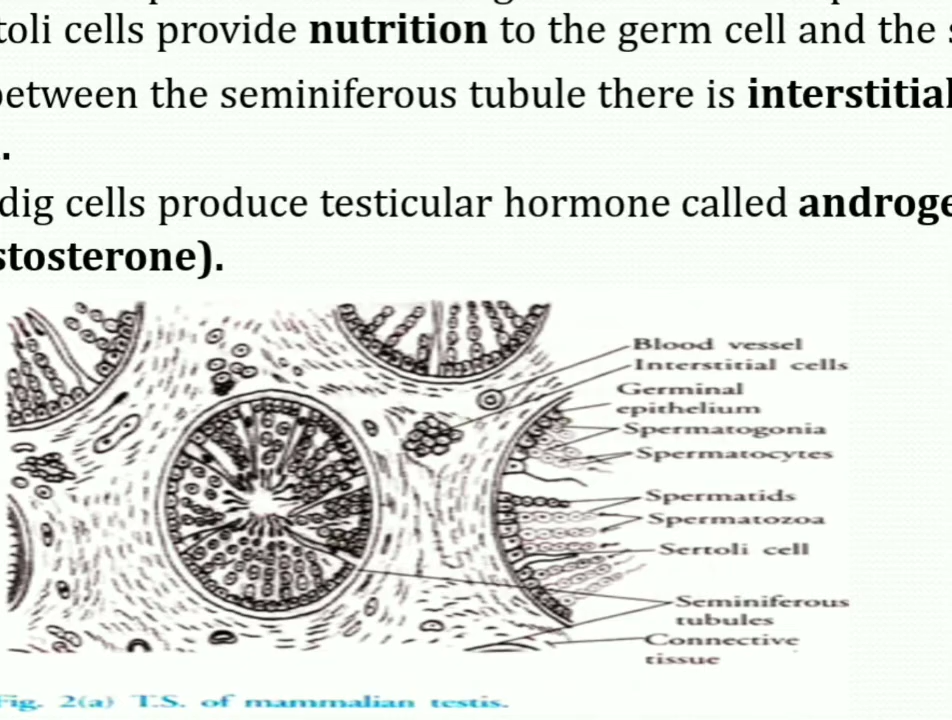 toli cells provide nutrition to the germ cell and the
between the seminiferous tubule there is interstitial
.
dig cells produce testicular hormone called androge
stosterone).
Blood vessel
Interstitial cells
Germinal
epithelium
Spermatogonia
Spermatocytes
Spermatids
Spermatozoa
Sertoli cell
Seminiferous
tubules
Connective
tissue
Fig. 2(a) T.S. of mammalian testis.